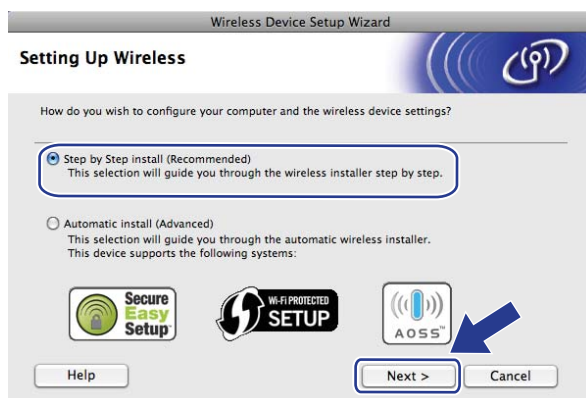 Wireless Device Setup Wizard
Setting Up Wireless
How do you wish to configure your computer and the wireless device settings?
Step by Step install (Recommended)
This selection will guide you through the wireless installer step by step.
Automatic install (Advanced)
This selection will guide you through the automatic wireless installer.
This device supports the following systems:
Secure
Easy
Setup™
WI-FI PROTECTED
SETUP
AOSS™
Help
Next >
Cancel